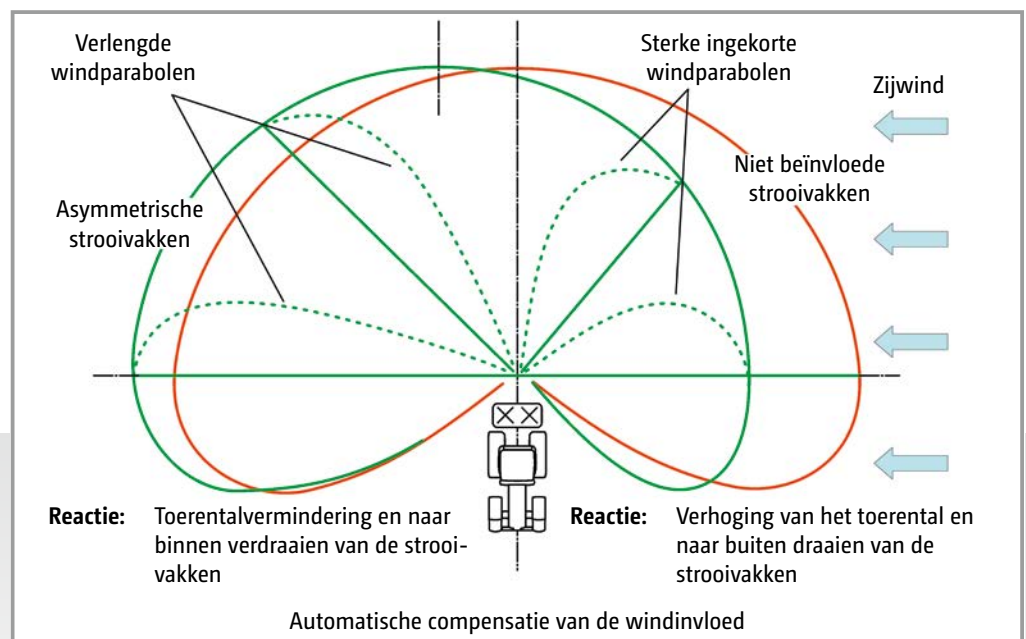 Verlengde
windparabolen
Sterke ingekorte
windparabolen
Zijwind
Niet beïnvloede
strooivakken
Asymmetrische
strooivakken
Reactie: Toerentalvermindering en naar
binnen verdraaien van de strooi-
vakken
Reactie: Verhoging van het toerental en
naar buiten draaien van de
strooivakken
Automatische compensatie van de windinvloed